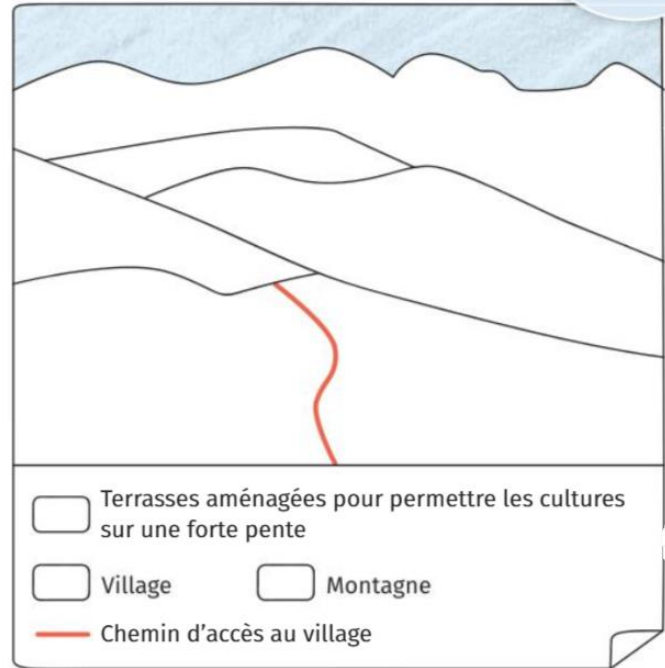 Terrasses aménagées pour permettre les cultures
sur une forte pente
Village
Montagne
Chemin d'accès au village